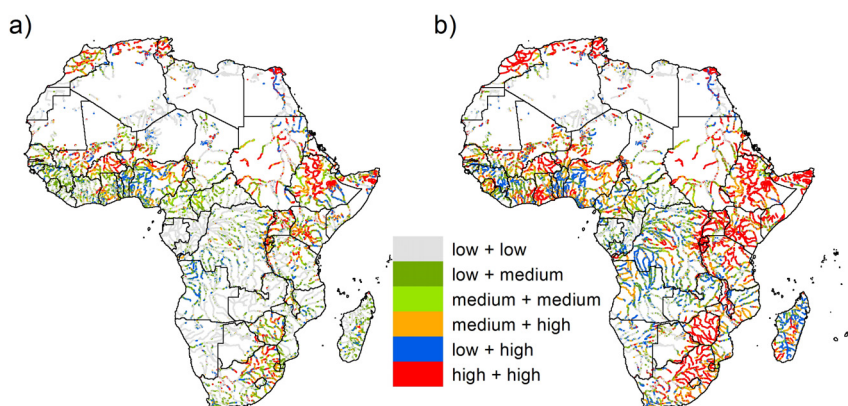 a)
b)
low + low
low + medium
medium + medium
medium + high
low + high
high + high